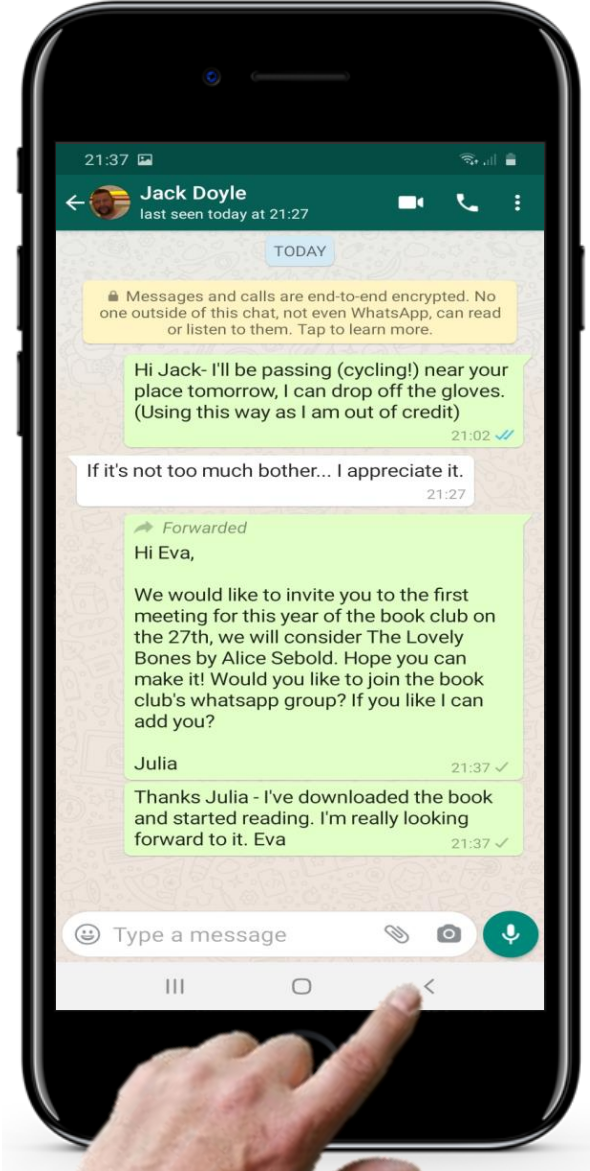 21:37
Jack Doyle
last seen today at 21:27
TODAY
Messages and calls are end-to-end encrypted. No
one outside of this chat, not even WhatsApp, can read
or listen to them. Tap to learn more.
Hi Jack- I'll be passing (cycling!) near your
place tomorrow, I can drop off the gloves.
(Using this way as I am out of credit)
21:02
If it's not too much bother... I appreciate it.
21:27
Forwarded
Hi Eva,
We would like to invite you to the first
meeting for this year of the book club on
the 27th, we will consider The Lovely
Bones by Alice Sebold. Hope you can
make it! Would you like to join the book
club's whatsapp group? If you like I can
add you?
Julia
21:37
Thanks Julia - I've downloaded the book
and started reading. I'm really looking
forward to it. Eva
21:37
Type a message